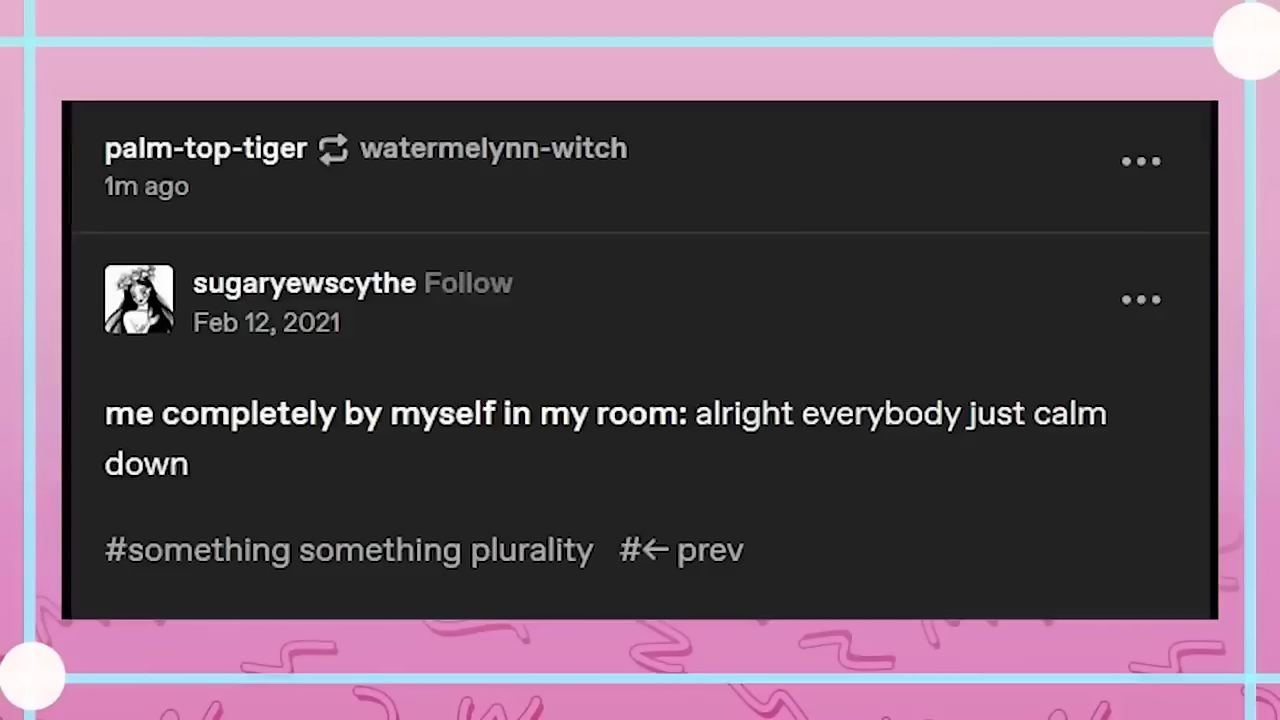 palm-top-tiger watermelynn-witch
1m ago
sugaryewscythe Follow
Feb 12, 2021
me completely by myself in my room: alright everybody just calm
down
#something something plurality #← prev